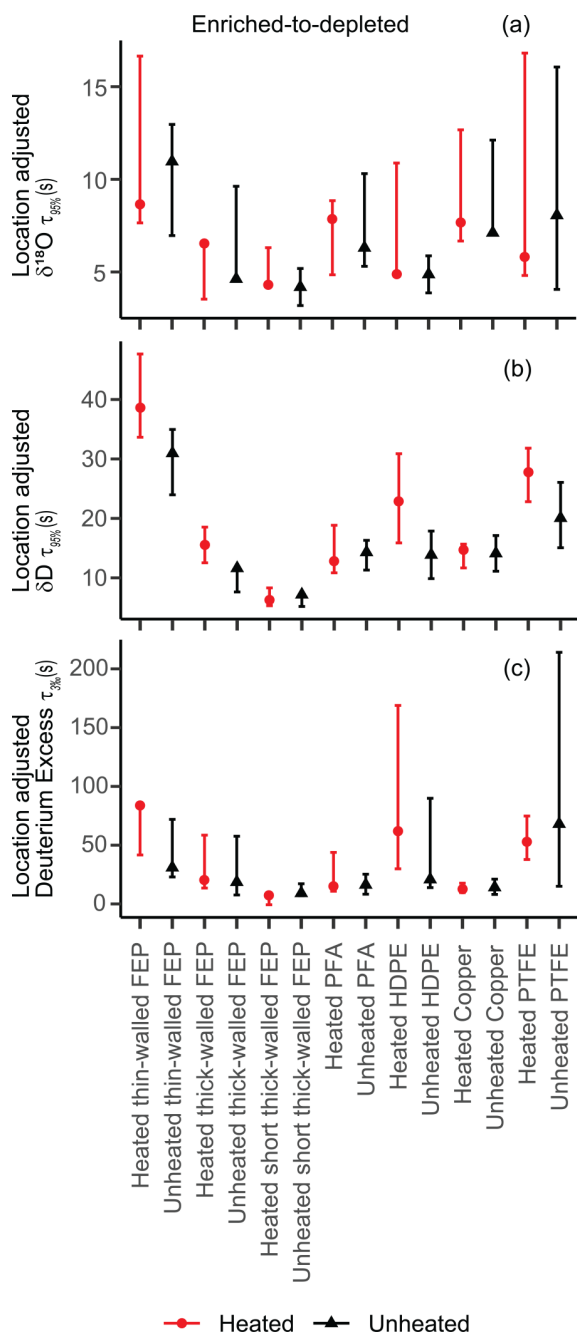 Enriched-to-depleted
(a)
Location adjusted
δ¹⁸O τ₉₅%(s)
15
10
5
(b)
Location adjusted
δD τ₉₅%(s)
40
30
20
10
(c)
Location adjusted
Deuterium Excess τ₃‰(s)
200
150
100
50
0
Heated thin-walled FEP
Unheated thin-walled FEP
Heated thick-walled FEP
Unheated thick-walled FEP
Heated short thick-walled FEP
Unheated short thick-walled FEP
Heated PFA
Unheated PFA
Heated HDPE
Unheated HDPE
Heated Copper
Unheated Copper
Heated PTFE
Unheated PTFE
Heated Unheated